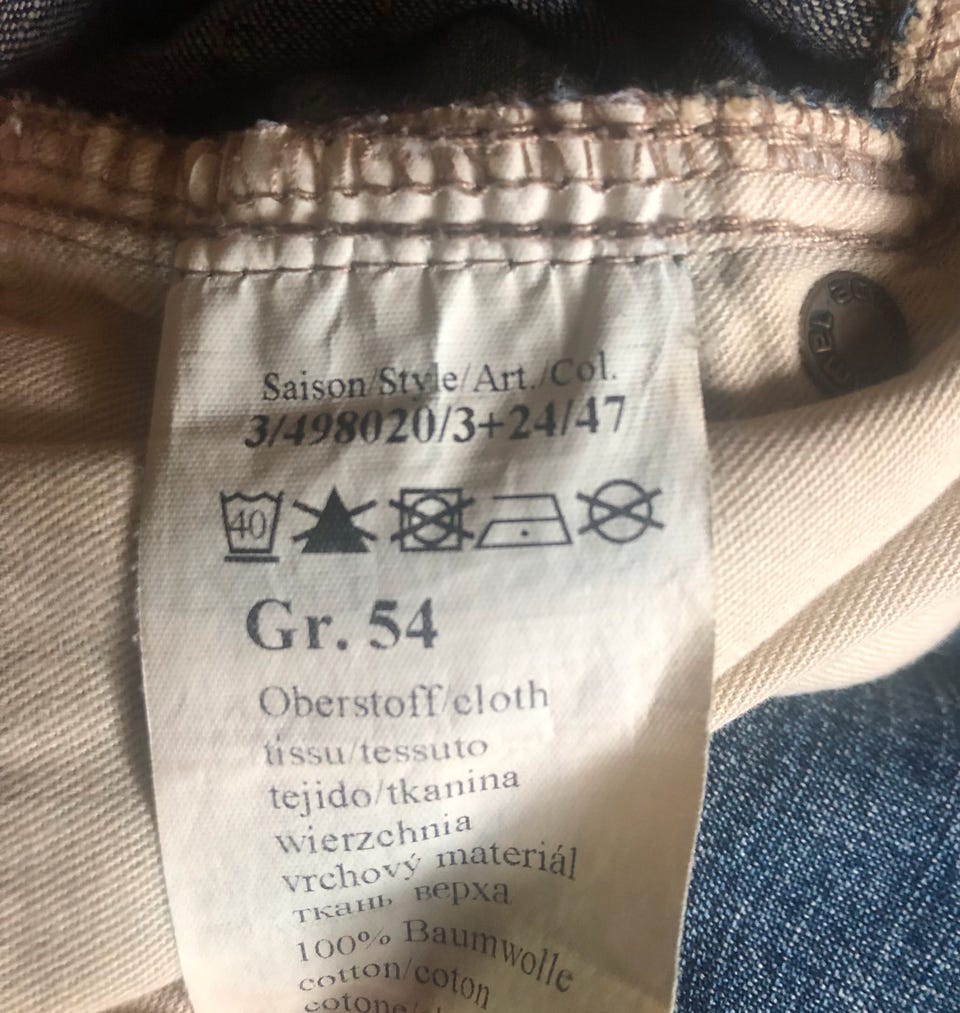 Saison/Style/Art./Col.
3/498020/3+24/47
40
Gr. 54
Oberstoff/cloth
tissu/tessuto
tejido/tkanina
wierzchnia
vrchový materiál
ткань верха
100% Baumwolle
cotton/coton
cotone/